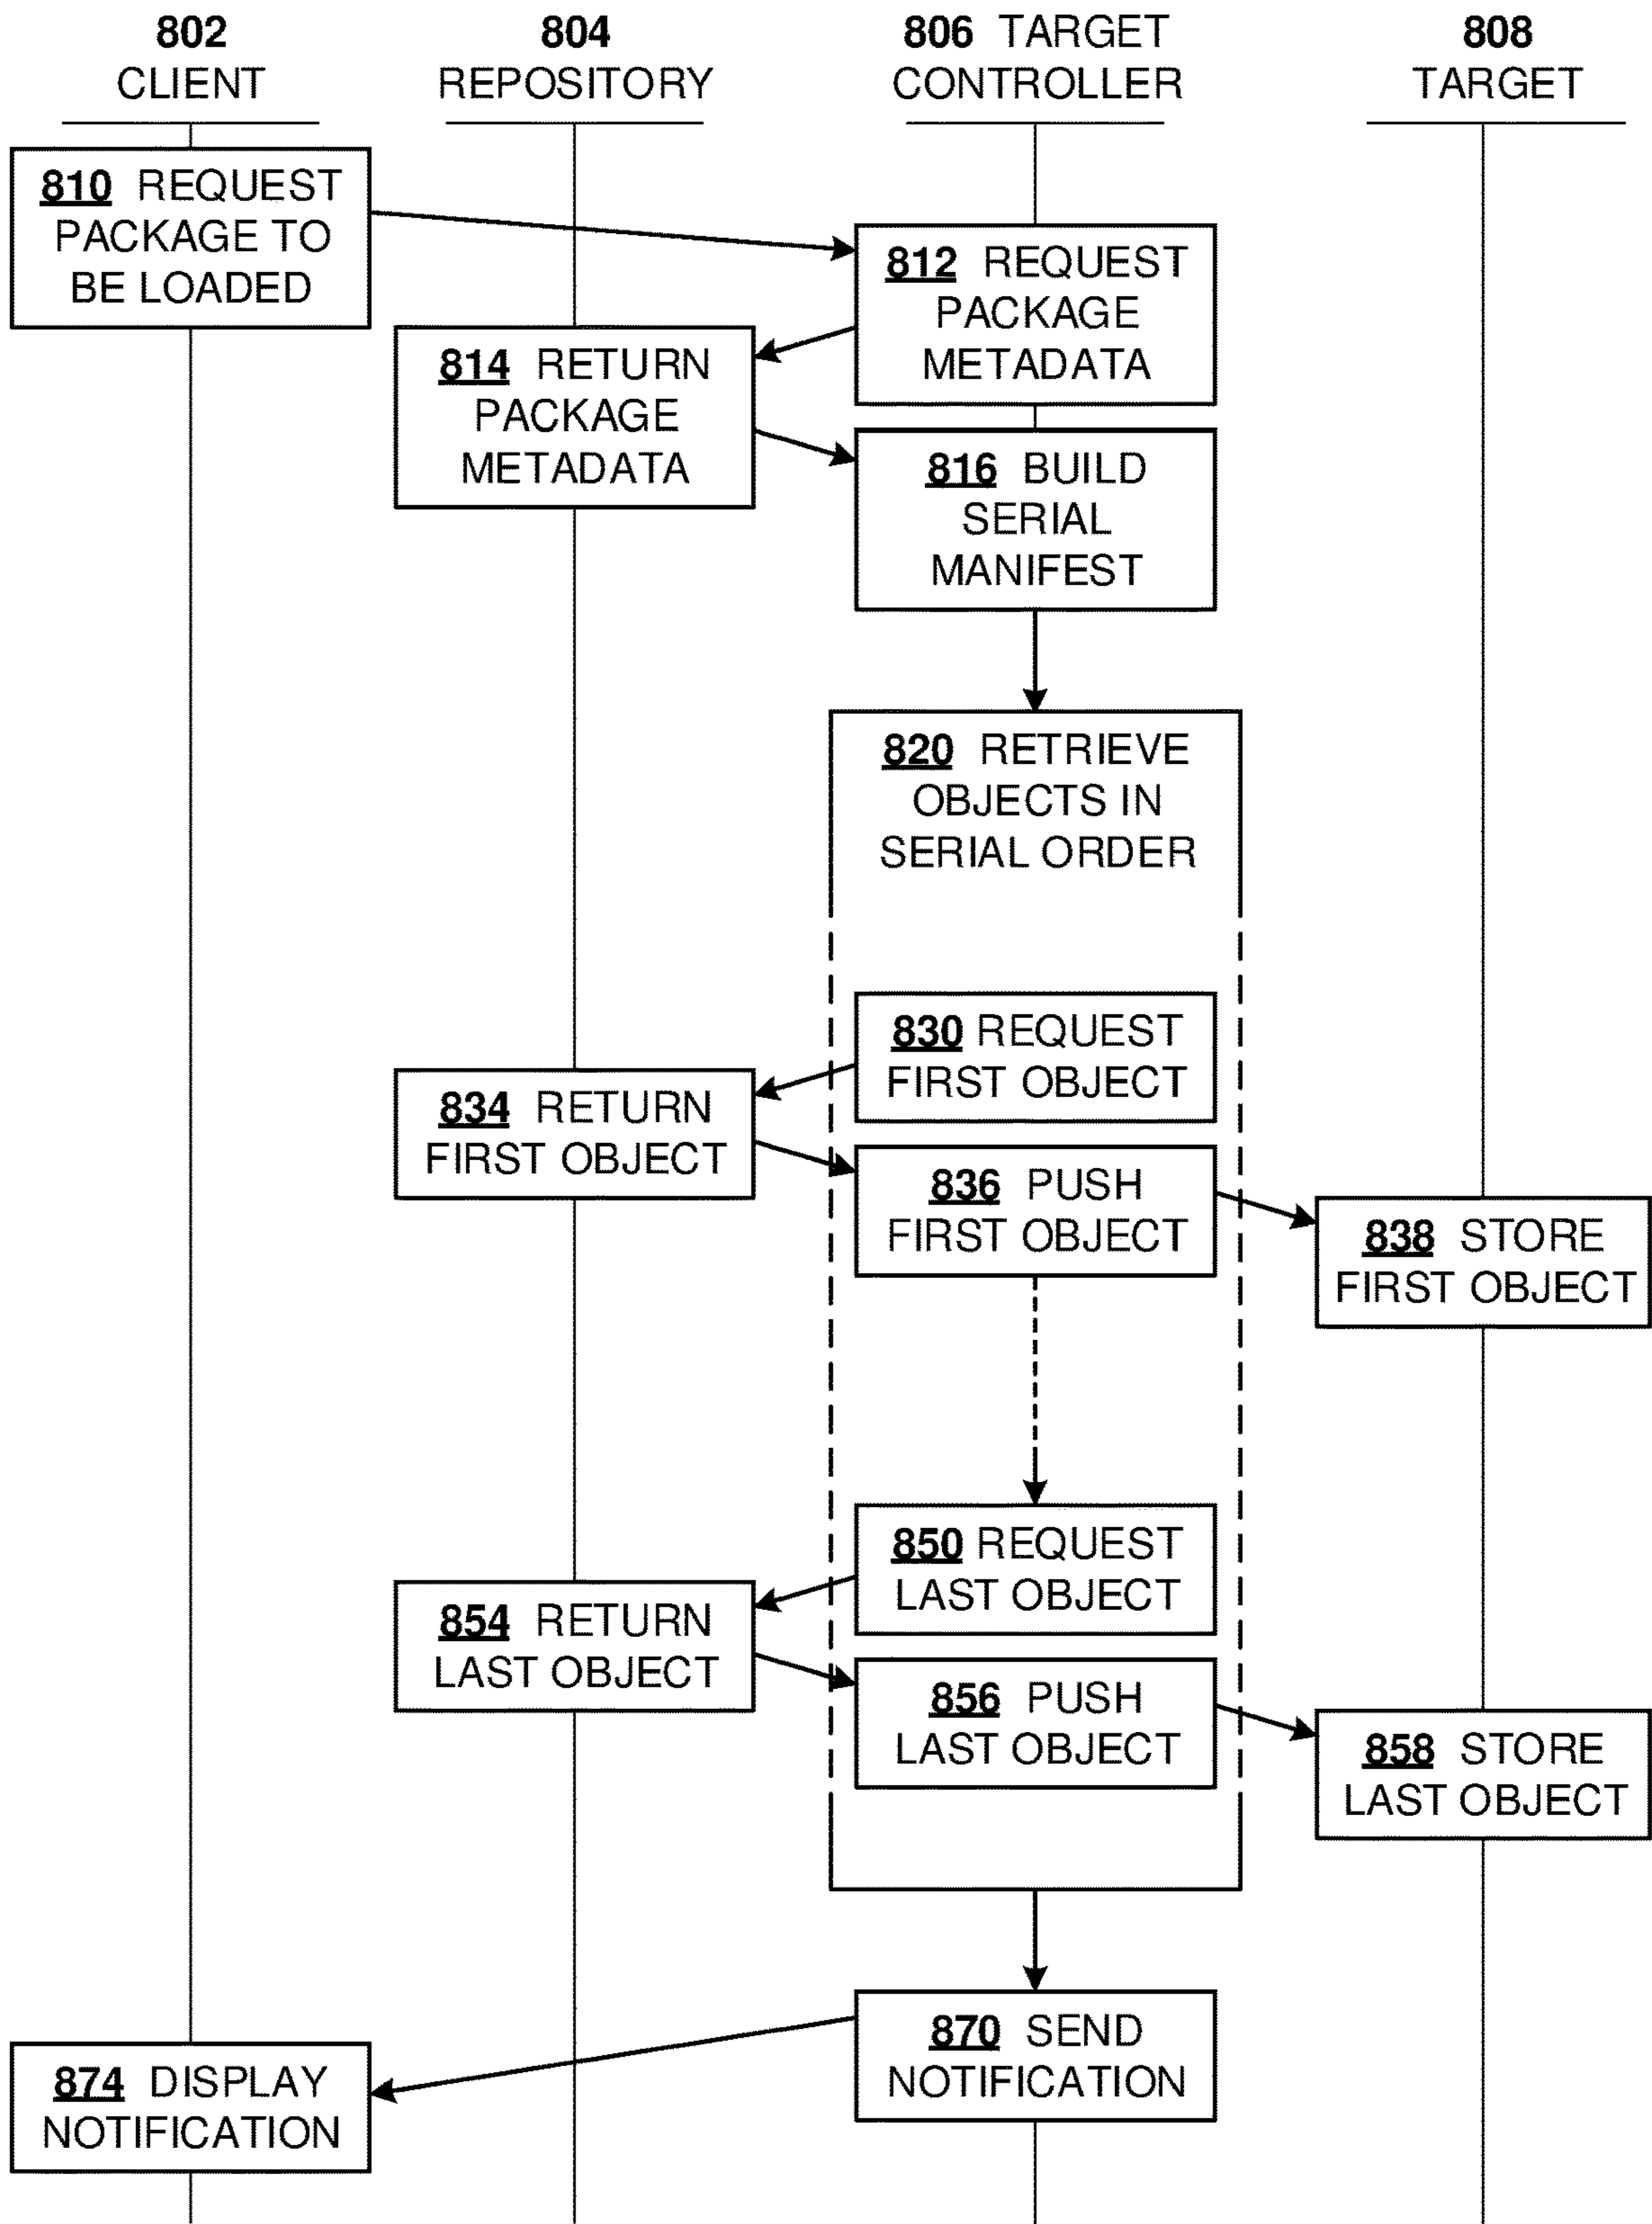 802
CLIENT
804
REPOSITORY
806 TARGET
CONTROLLER
808
TARGET
810 REQUEST
PACKAGE TO
BE LOADED
812 REQUEST
PACKAGE
METADATA
814 RETURN
PACKAGE
METADATA
816 BUILD
SERIAL
MANIFEST
820 RETRIEVE
OBJECTS IN
SERIAL ORDER
830 REQUEST
FIRST OBJECT
834 RETURN
FIRST OBJECT
836 PUSH
FIRST OBJECT
838 STORE
FIRST OBJECT
850 REQUEST
LAST OBJECT
854 RETURN
LAST OBJECT
856 PUSH
LAST OBJECT
858 STORE
LAST OBJECT
870 SEND
NOTIFICATION
874 DISPLAY
NOTIFICATION